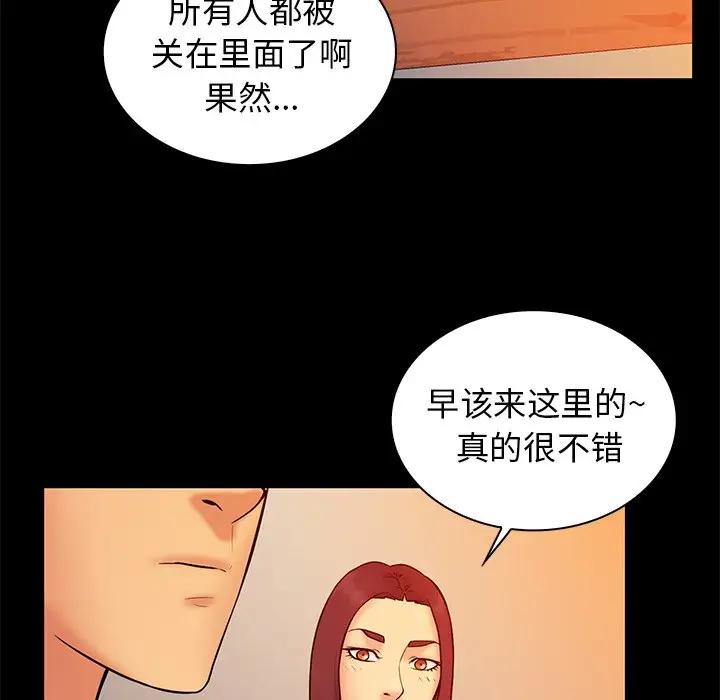 所有人都被
关在里面了啊
果然...
早该来这里的~
真的很不错